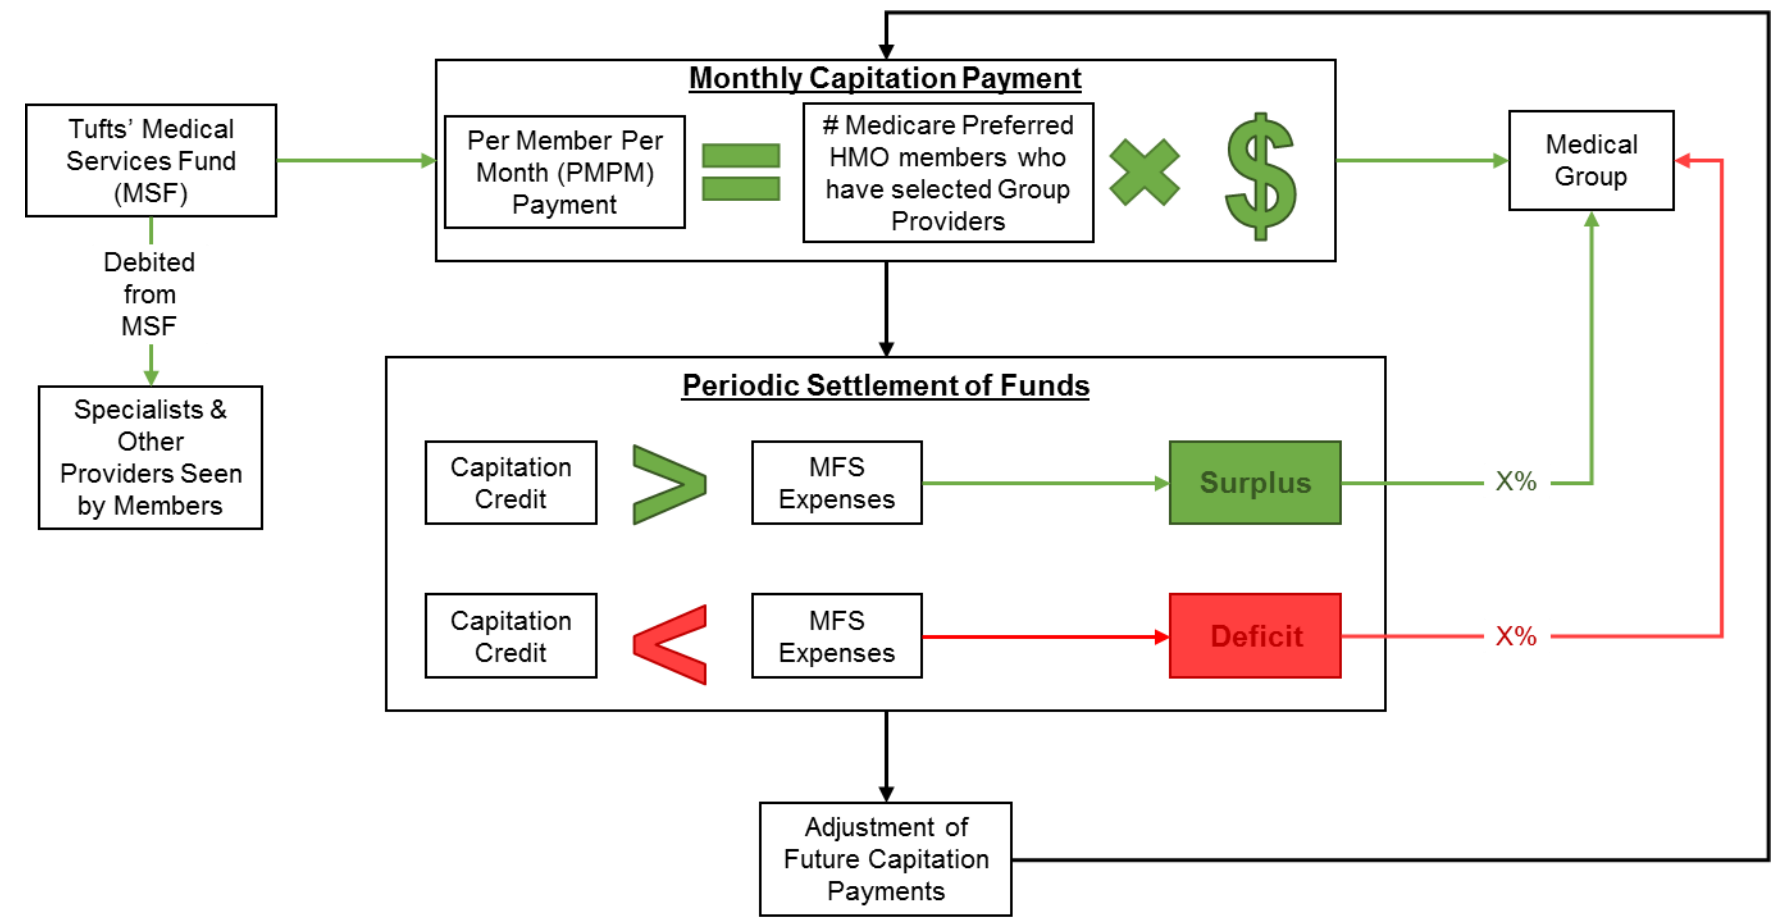 Monthly Capitation Payment
Tufts' Medical
Services Fund
(MSF)
Per Member Per
Month (PMPM)
Payment
=
# Medicare Preferred
HMO members who
have selected Group
Providers
×
$
Medical
Group
Debited
from
MSF
Specialists &
Other
Providers Seen
by Members
Periodic Settlement of Funds
Capitation
Credit
>
MFS
Expenses
Surplus
X%
Capitation
Credit
<
MFS
Expenses
Deficit
X%
Adjustment of
Future Capitation
Payments